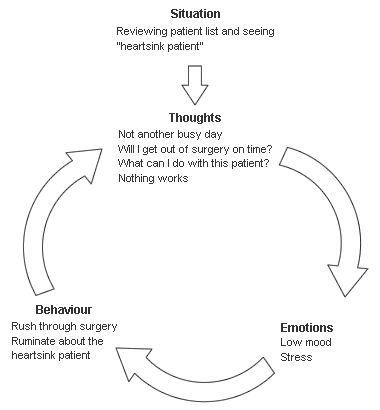 Situation
Reviewing patient list and seeing
"heartsink patient"
Thoughts
Not another busy day
Will I get out of surgery on time?
What can I do with this patient?
Nothing works
Emotions
Low mood
Stress
Behaviour
Rush through surgery
Ruminate about the
heartsink patient